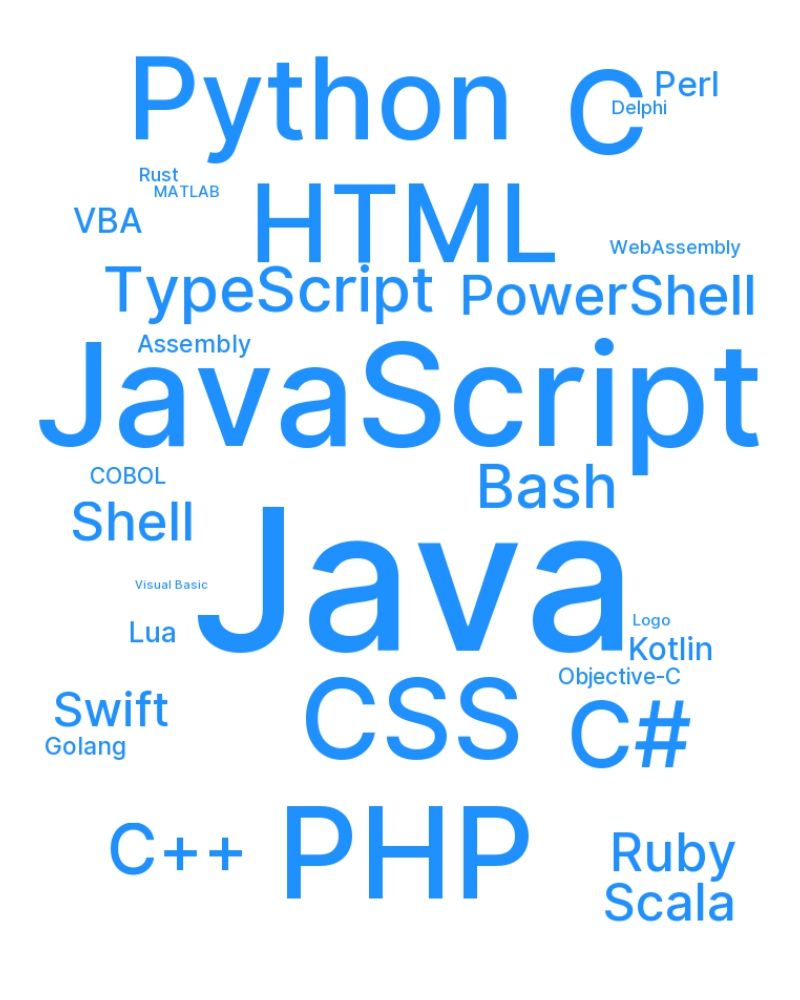 Python
C
Perl
Delphi
Rust
MATLAB
VBA
HTML
WebAssembly
TypeScript
PowerShell
Assembly
JavaScript
COBOL
Bash
Shell
Java
Visual Basic
Lua
Logo
Kotlin
Objective-C
Swift
CSS
C#
Golang
C++
PHP
Ruby
Scala